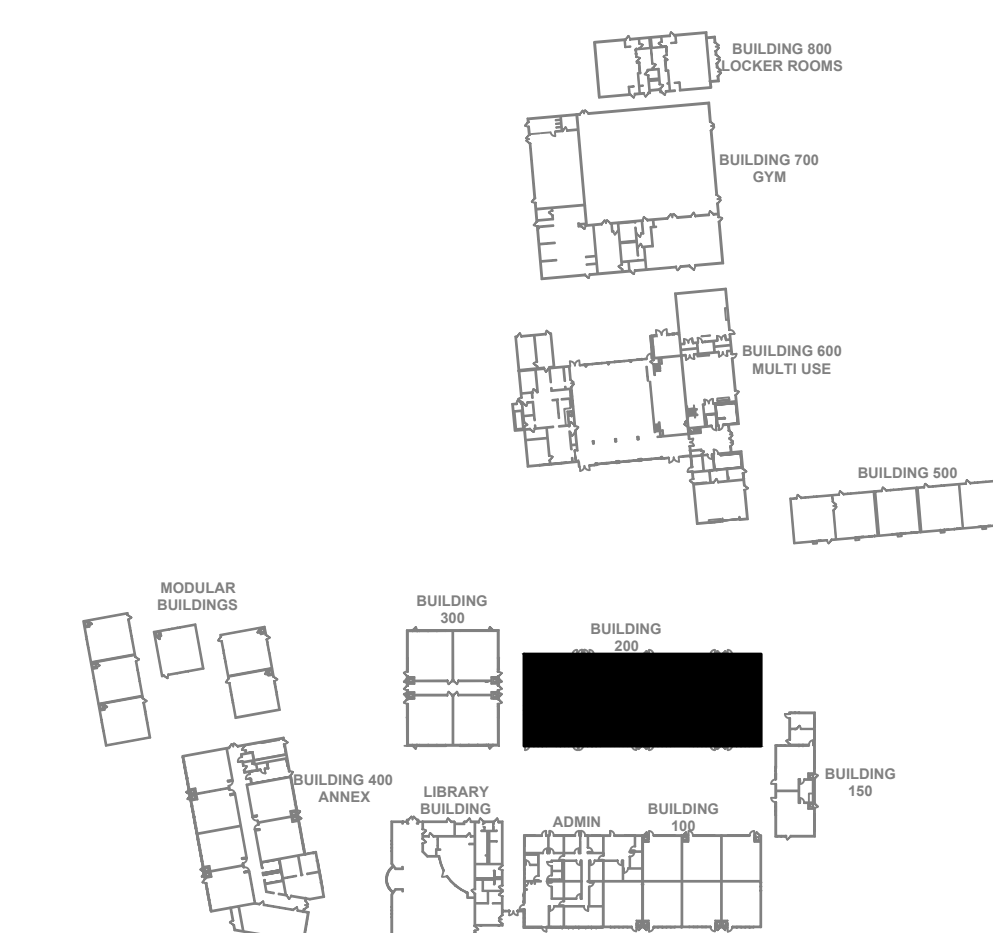 BUILDING 800
LOCKER ROOMS
BUILDING 700
GYM
BUILDING 600
MULTI USE
BUILDING 500
MODULAR
BUILDINGS
BUILDING
300
BUILDING
200
BUILDING 400
ANNEX
LIBRARY
BUILDING
ADMIN
BUILDING
100
BUILDING
150